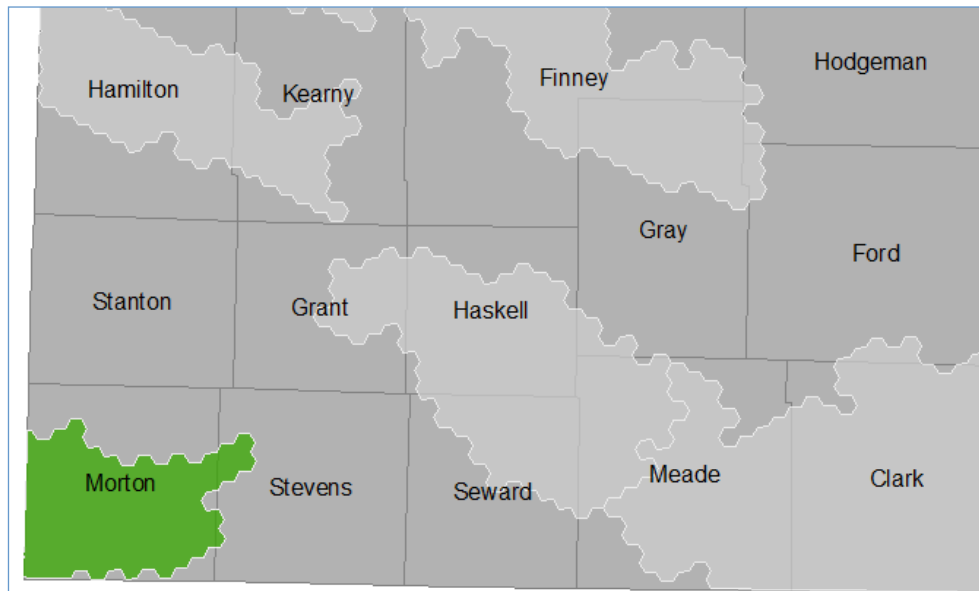 Hodgeman
Finney
Hamilton
Kearny
Gray
Ford
Stanton
Grant
Haskell
Morton
Stevens
Seward
Meade
Clark